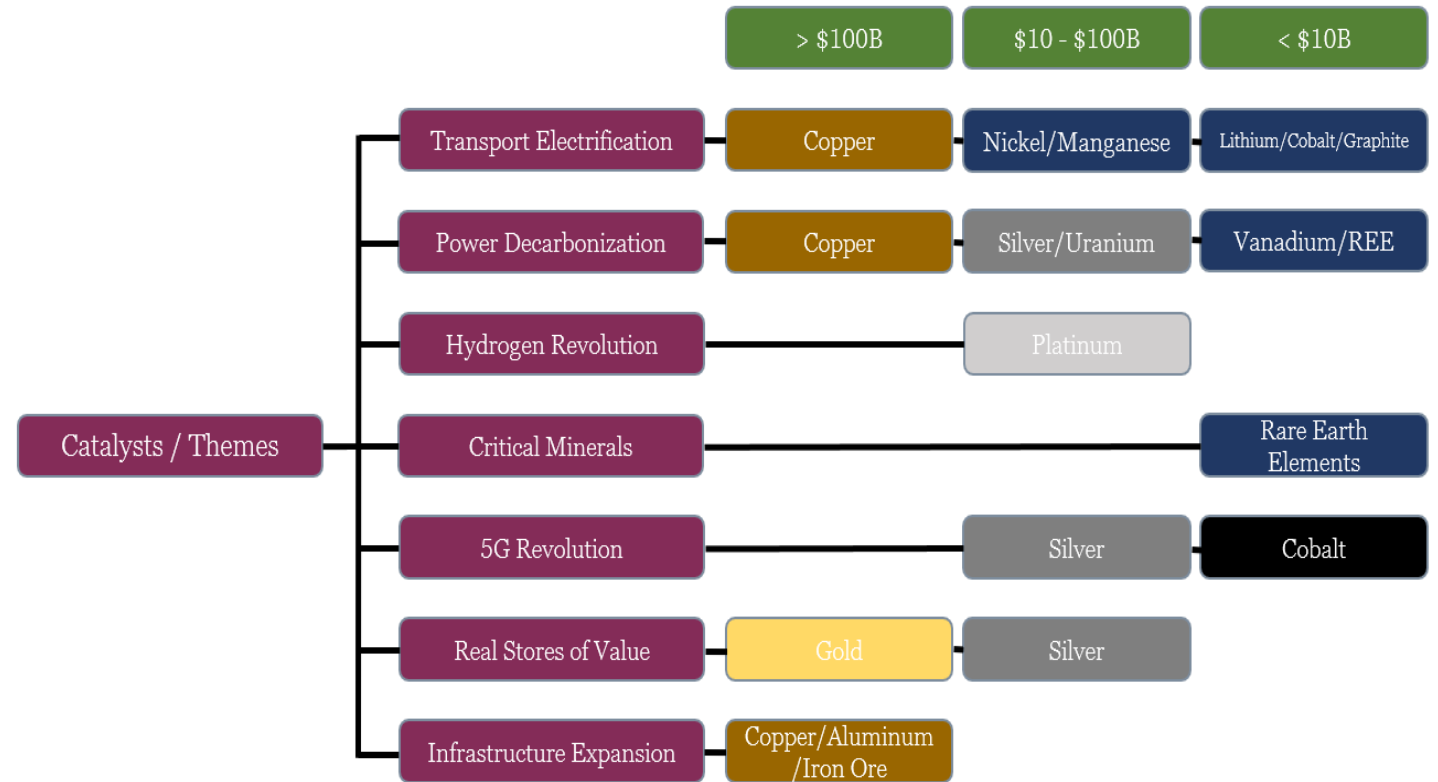 > $100B
$10 - $100B
< $10B
Transport Electrification
Copper
Nickel/Manganese
Lithium/Cobalt/Graphite
Power Decarbonization
Copper
Silver/Uranium
Vanadium/REE
Hydrogen Revolution
Platinum
Catalysts / Themes
Critical Minerals
Rare Earth
Elements
5G Revolution
Silver
Cobalt
Real Stores of Value
Gold
Silver
Infrastructure Expansion
Copper/Aluminum
/Iron Ore